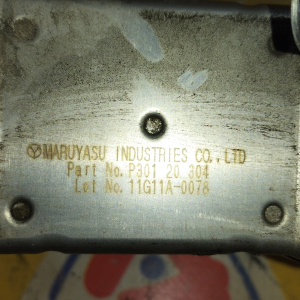 MARUYASU INDUSTRIES CO., LTD
Part No. P301 20 304
Lot No. 11G11A-0078